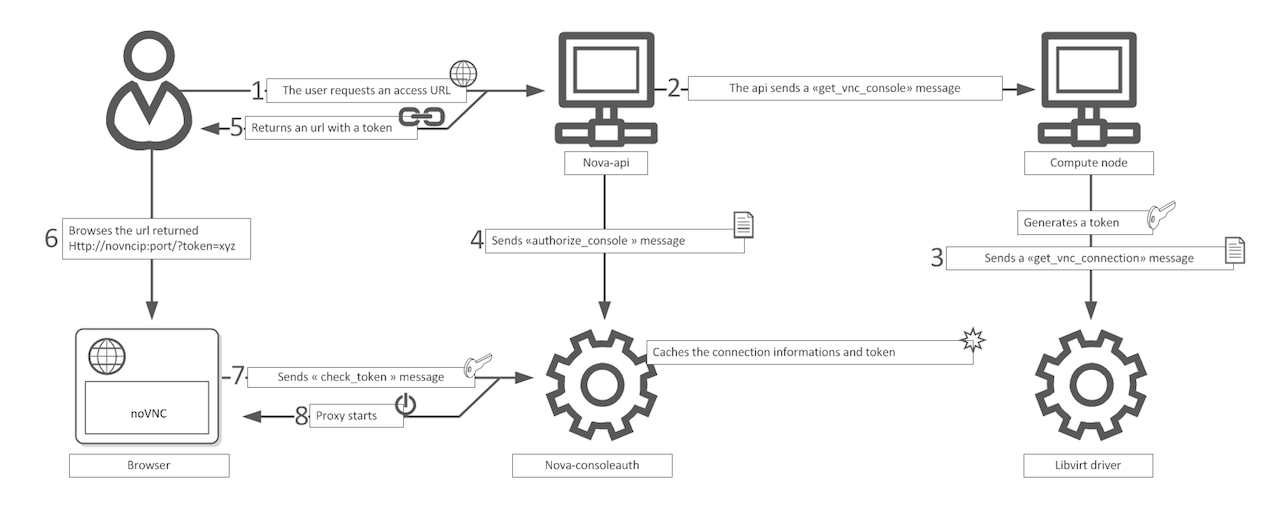 1
The user requests an access URL
2
The api sends a «get_vnc_console» message
5
Returns an url with a token
Nova-api
Compute node
6
Browses the url returned
Http://novncip:port/?token=xyz
4
Sends «authorize_console » message
Generates a token
3
Sends a «get_vnc_connection» message
Caches the connection informations and token
7
Sends « check_token » message
noVNC
8
Proxy starts
Browser
Nova-consoleauth
Libvirt driver